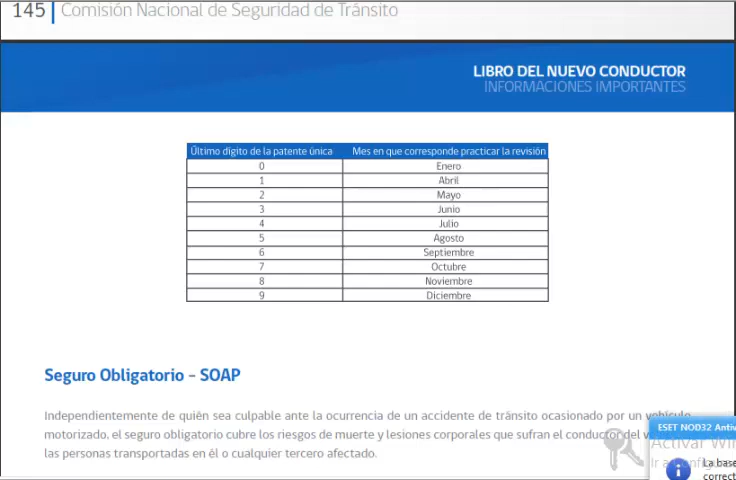 145 Comisión Nacional de Seguridad de Tránsito
LIBRO DEL NUEVO CONDUCTOR
INFORMACIONES IMPORTANTES
Último dígito de la patente única Mes en que corresponde practicar la revisión
0 Enero
1 Abril
2 Mayo
3 Junio
4 Julio
5 Agosto
6 Septiembre
7 Octubre
8 Noviembre
9 Diciembre
Seguro Obligatorio - SOAP
Independientemente de quién sea culpable ante la ocurrencia de un accidente de tránsito ocasionado por un vehículo
motorizado, el seguro obligatorio cubre los riesgos de muerte y lesiones corporales que sufran el conductor del
las personas transportadas en él o cualquier tercero afectado.
ESET NOD32 Antiv
Activar Win
Ir a
La base
correct